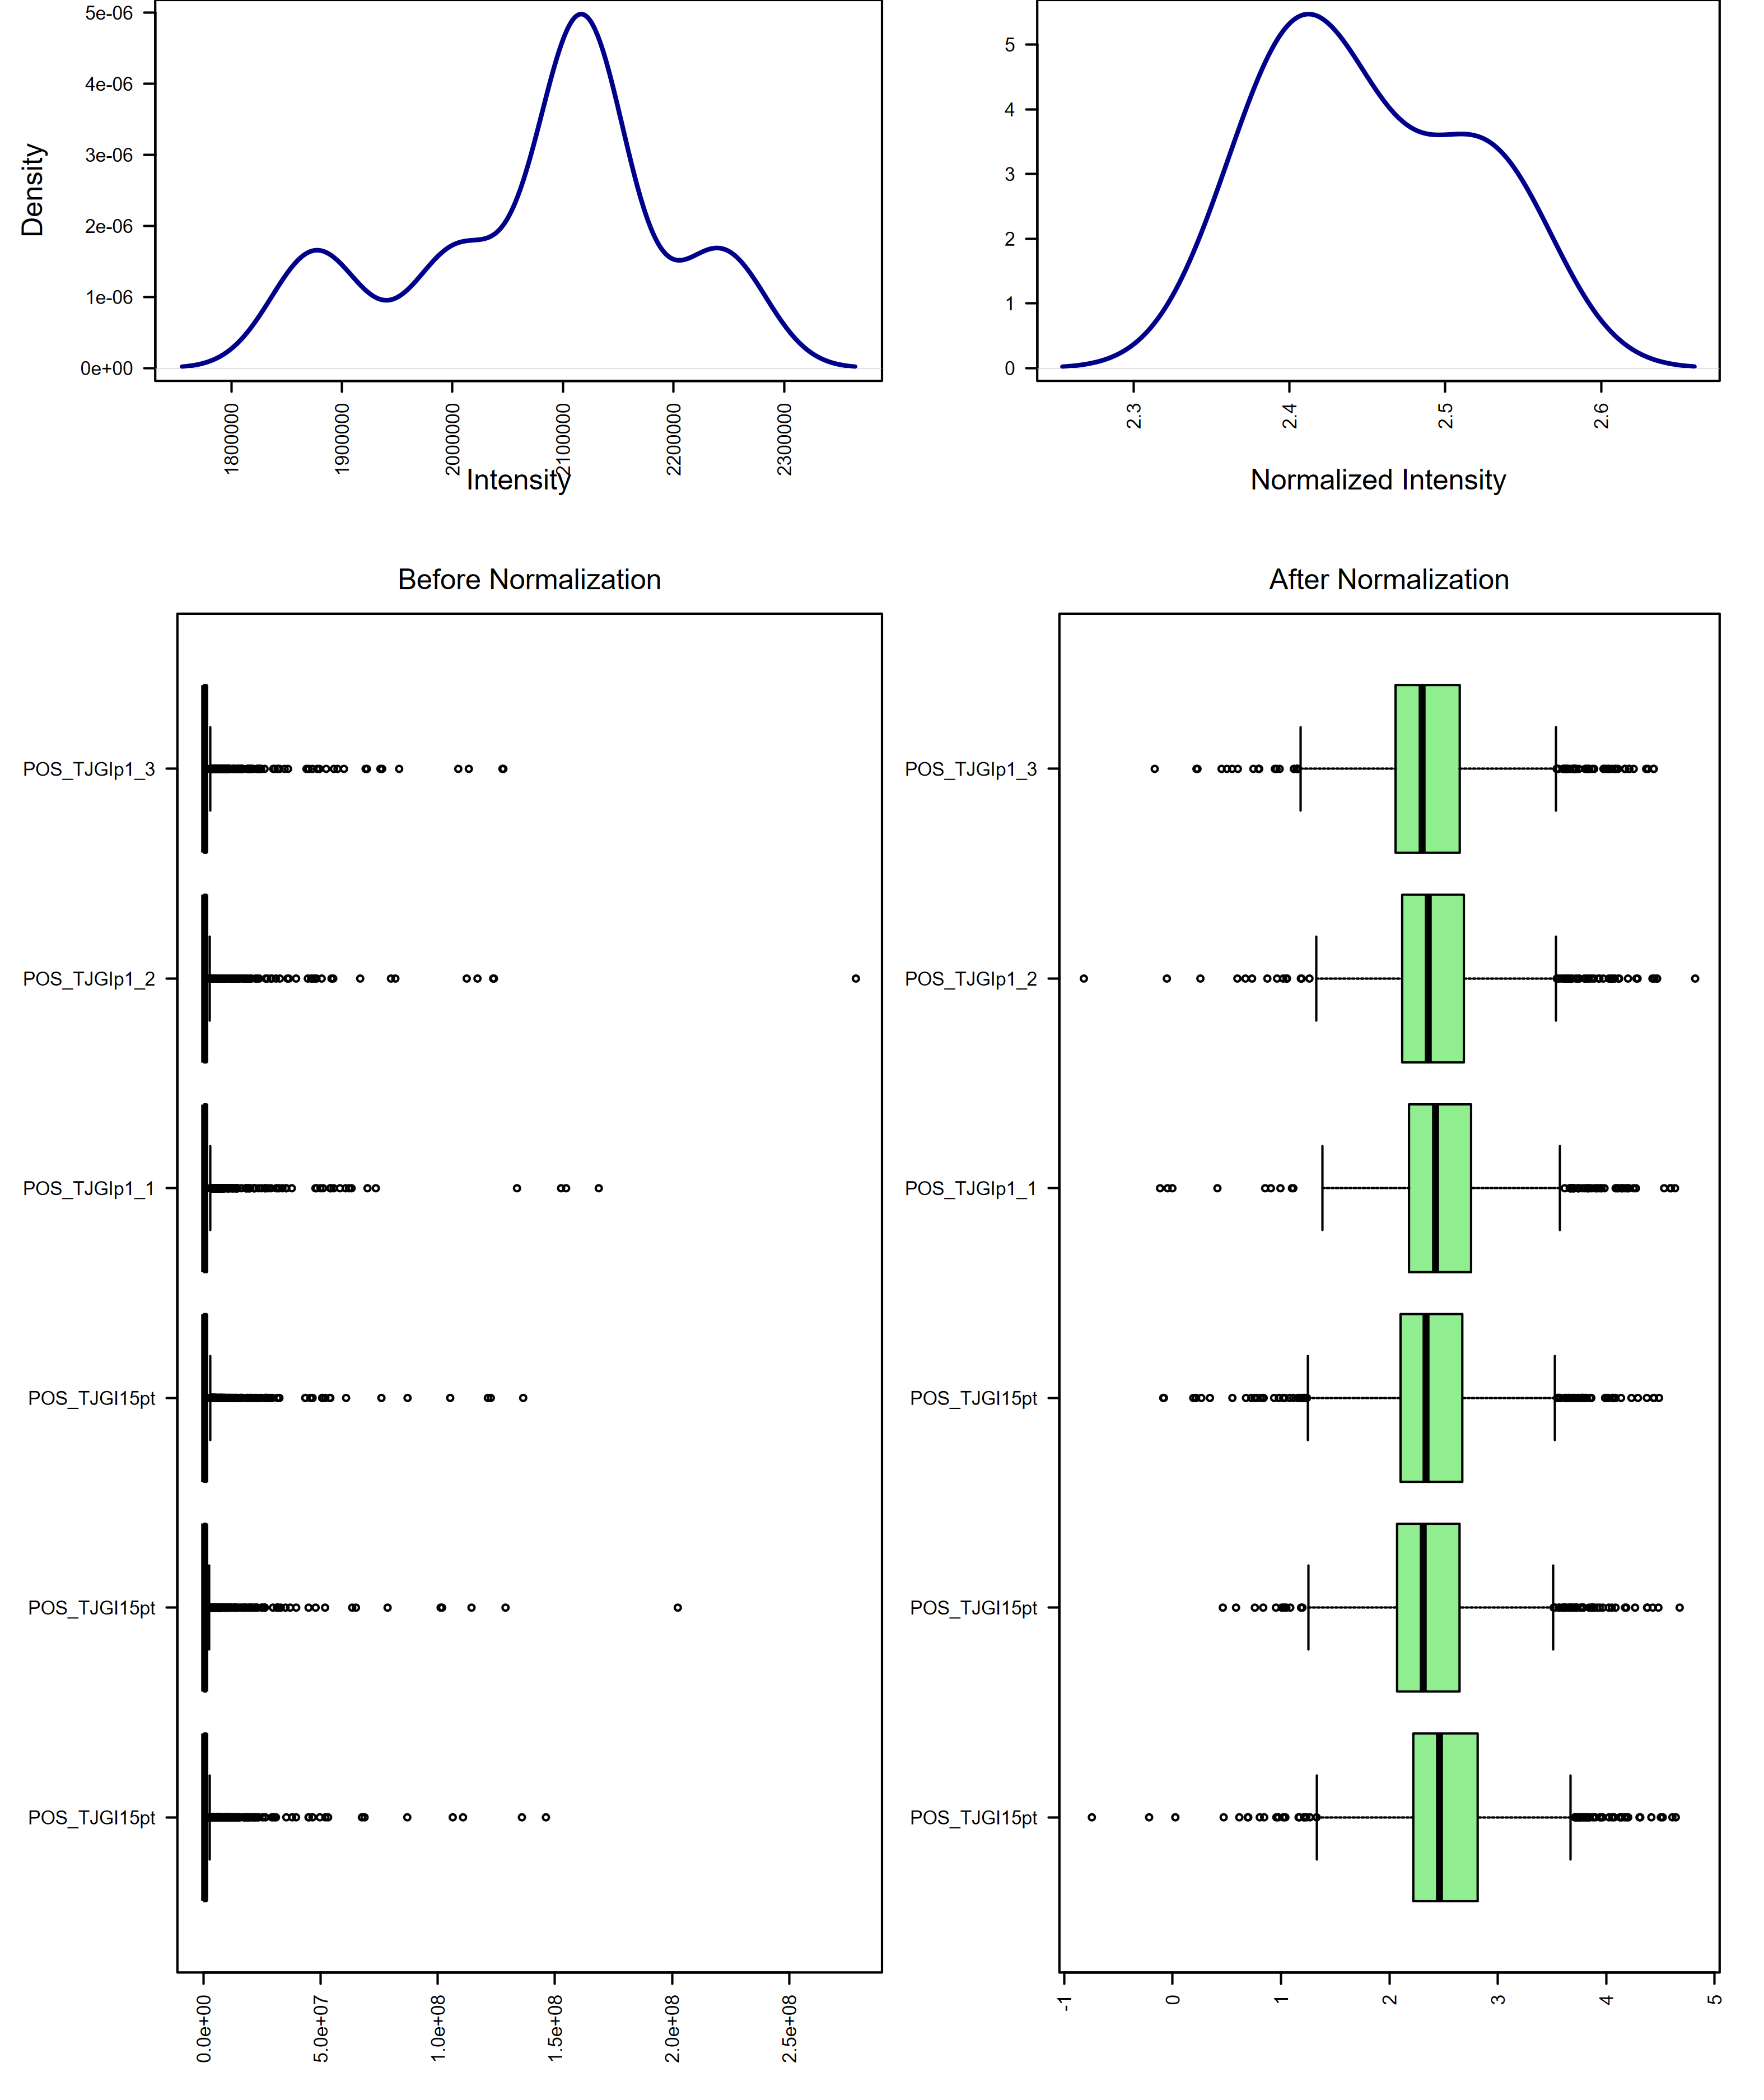 Density
5e-06
4e-06
3e-06
2e-06
1e-06
0e+00
1800000
1900000
2000000
2100000
2200000
2300000
Intensity
5
4
3
2
1
0
2.3
2.4
2.5
2.6
Normalized Intensity
Before Normalization
POS_TJGIp1_3
POS_TJGIp1_2
POS_TJGIp1_1
POS_TJGI15pt
POS_TJGI15pt
POS_TJGI15pt
0.0e+00
5.0e+07
1.0e+08
1.5e+08
2.0e+08
2.5e+08
After Normalization
POS_TJGIp1_3
POS_TJGIp1_2
POS_TJGIp1_1
POS_TJGI15pt
POS_TJGI15pt
POS_TJGI15pt
-1
0
1
2
3
4
5